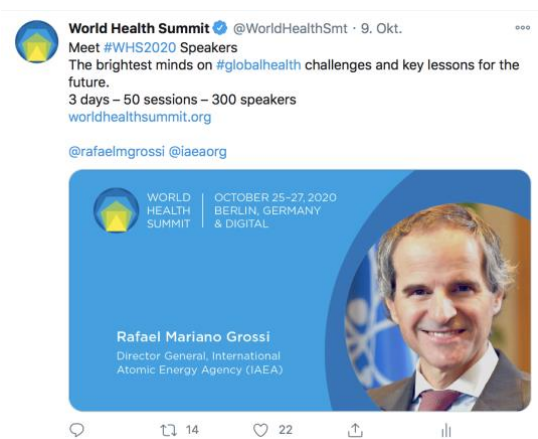 World Health Summit @WorldHealthSmt · 9. Okt.
Meet #WHS2020 Speakers
The brightest minds on #globalhealth challenges and key lessons for the
future.
3 days – 50 sessions – 300 speakers
worldhealthsummit.org
@rafaelmgrossi @iaeaorg
WORLD
HEALTH
SUMMIT
OCTOBER 25–27, 2020
BERLIN, GERMANY
& DIGITAL
Rafael Mariano Grossi
Director General, International
Atomic Energy Agency (IAEA)
14
22